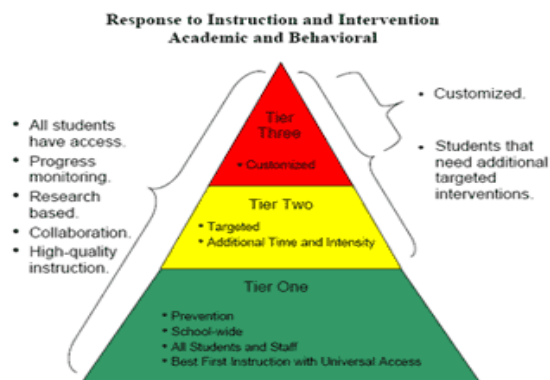 Response to Instruction and Intervention
Academic and Behavioral
• All students
have access.
• Progress
monitoring.
• Research
based.
• Collaboration.
• High-quality
instruction.
Tier
Three
• Customized
Tier Two
• Targeted
• Additional Time and Intensity
Tier One
• Prevention
• School-wide
• All Students and Staff
• Best First Instruction with Universal Access
• Customized.
• Students that
need additional
targeted
interventions.